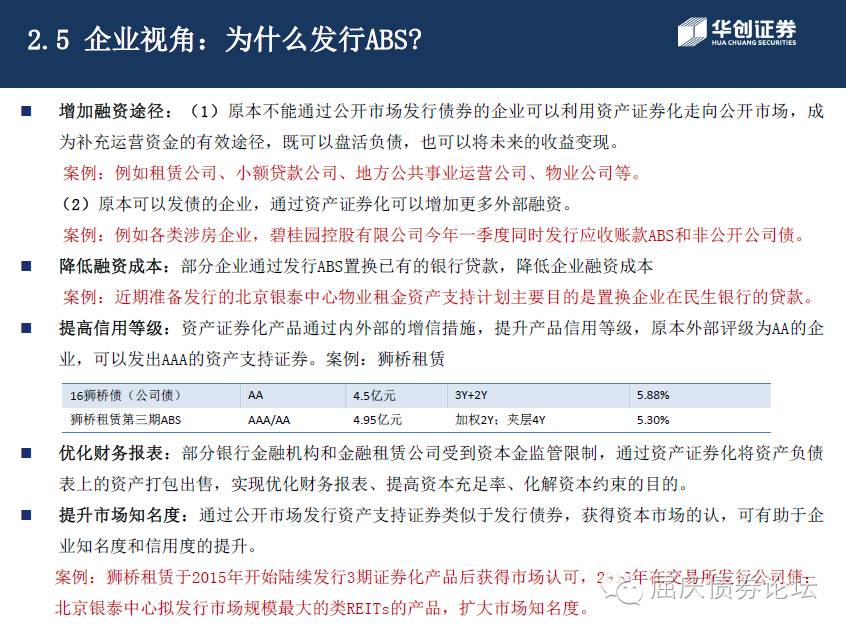 2.5 企业视角：为什么发行ABS?
华创证券
HUA CHUANG SECURITIES
■ 增加融资途径：（1）原本不能通过公开市场发行债券的企业可以利用资产证券化走向公开市场，成
为补充运营资金的有效途径，既可以盘活负债，也可以将未来的收益变现。
案例：例如租赁公司、小额贷款公司、地方公共事业运营公司、物业公司等。
（2）原本可以发债的企业，通过资产证券化可以增加更多外部融资。
案例：例如各类涉房企业，碧桂园控股有限公司今年一季度同时发行应收账款ABS和非公开公司债。
■ 降低融资成本：部分企业通过发行ABS置换已有的银行贷款，降低企业融资成本
案例：近期准备发行的北京银泰中心物业租金资产支持计划主要目的是置换企业在民生银行的贷款。
■ 提高信用等级：资产证券化产品通过内外部的增信措施，提升产品信用等级，原本外部评级为AA的企
业，可以发出AAA的资产支持证券。案例：狮桥租赁
16狮桥债（公司债） AA 4.5亿元 3Y+2Y 5.88%
狮桥租赁第三期ABS AAA/AA 4.95亿元 加权2Y；夹层4Y 5.30%
■ 优化财务报表：部分银行金融机构和金融租赁公司受到资本金监管限制，通过资产证券化将资产负债
表上的资产打包出售，实现优化财务报表、提高资本充足率、化解资本约束的目的。
■ 提升市场知名度：通过公开市场发行资产支持证券类似于发行债券，获得资本市场的认，可有助于企
业知名度和信用度的提升。
案例：狮桥租赁于2015年开始陆续发行3期证券化产品后获得市场认可，2016年在交易所发行公司债；
北京银泰中心拟发行市场规模最大的类REITs的产品，扩大市场知名度。
屈庆债券论坛